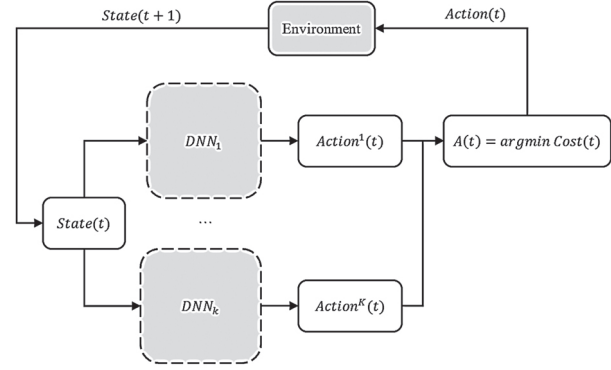 State(t + 1)
Environment
Action(t)
DNN₁
Action¹(t)
A(t) = argmin Cost(t)
State(t)
...
DNNₖ
Actionᴷ(t)